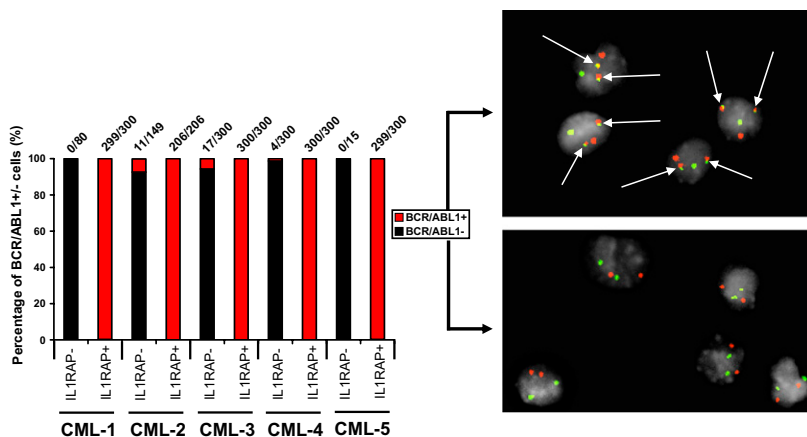 0/80
299/300
11/149
206/206
17/300
300/300
4/300
300/300
0/15
299/300
Percentage of BCR/ABL1+/- cells (%)
100
80
60
40
20
0
BCR/ABL1+
BCR/ABL1-
IL1RAP-
IL1RAP+
IL1RAP-
IL1RAP+
IL1RAP-
IL1RAP+
IL1RAP-
IL1RAP+
IL1RAP-
IL1RAP+
CML-1
CML-2
CML-3
CML-4
CML-5